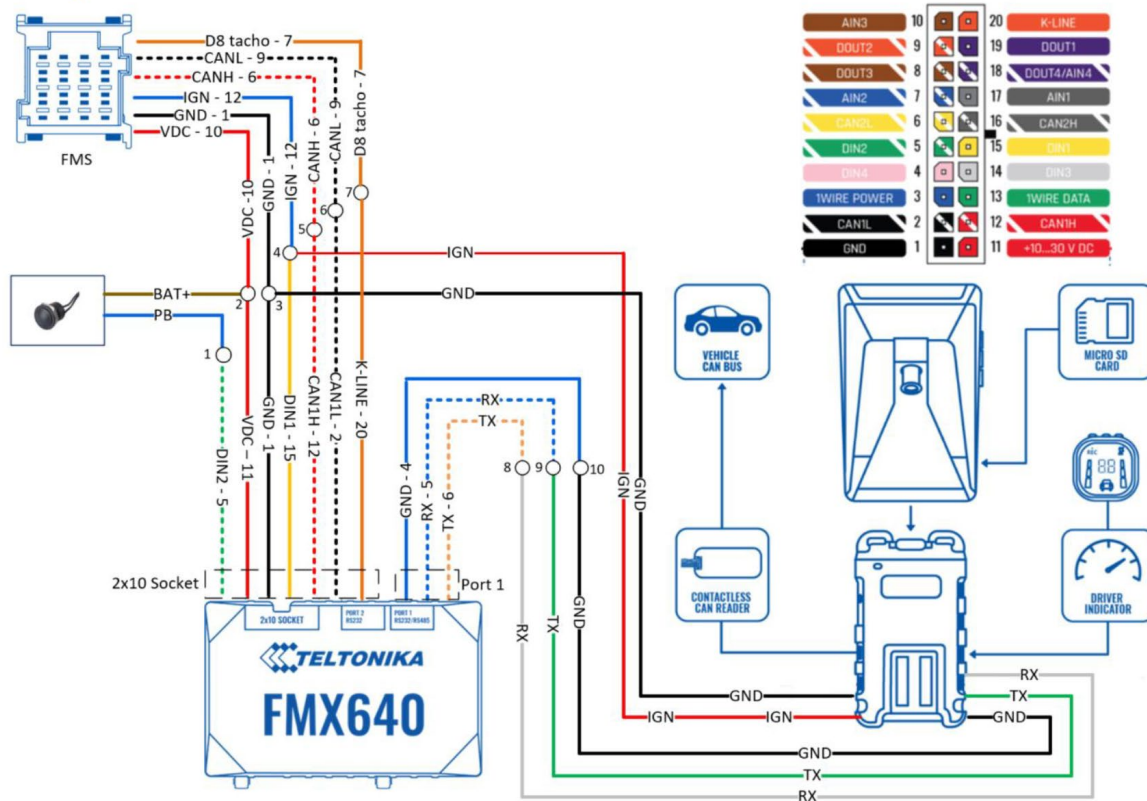 D8 tacho - 7
CANL - 9
CANH - 6
IGN - 12
GND - 1
VDC - 10
FMS
VDC -10
GND - 1
IGN - 12
CANH - 6
CANL - 9
D8 tacho - 7
7
6
5
4
IGN
BAT+
2
3
GND
PB
1
DIN2 - 5
VDC - 11
GND - 1
DIN1 - 15
CAN1H - 12
CAN1L - 2
K-LINE - 20
RX
TX
GND - 4
RX - 5
TX - 6
8
9
10
IGN
GND
GND
RX
TX
2x10 Socket
Port 1
2x10 SOCKET
PORT 2
RS232
PORT 1
RS232/RS485
TELTONIKA
FMX640
GND
IGN
IGN
RX
TX
GND
GND
TX
RX
AIN3 10 20 K-LINE
DOUT2 9 19 DOUT1
DOUT3 8 18 DOUT4/AIN4
AIN2 7 17 AIN1
CAN2L 6 16 CAN2H
DIN2 5 15 DIN1
DIN4 4 14 DIN3
1WIRE POWER 3 13 1WIRE DATA
CAN1L 2 12 CAN1H
GND 1 11 +10...30 V DC
VEHICLE
CAN BUS
MICRO SD
CARD
REC
CONTACTLESS
CAN READER
DRIVER
INDICATOR